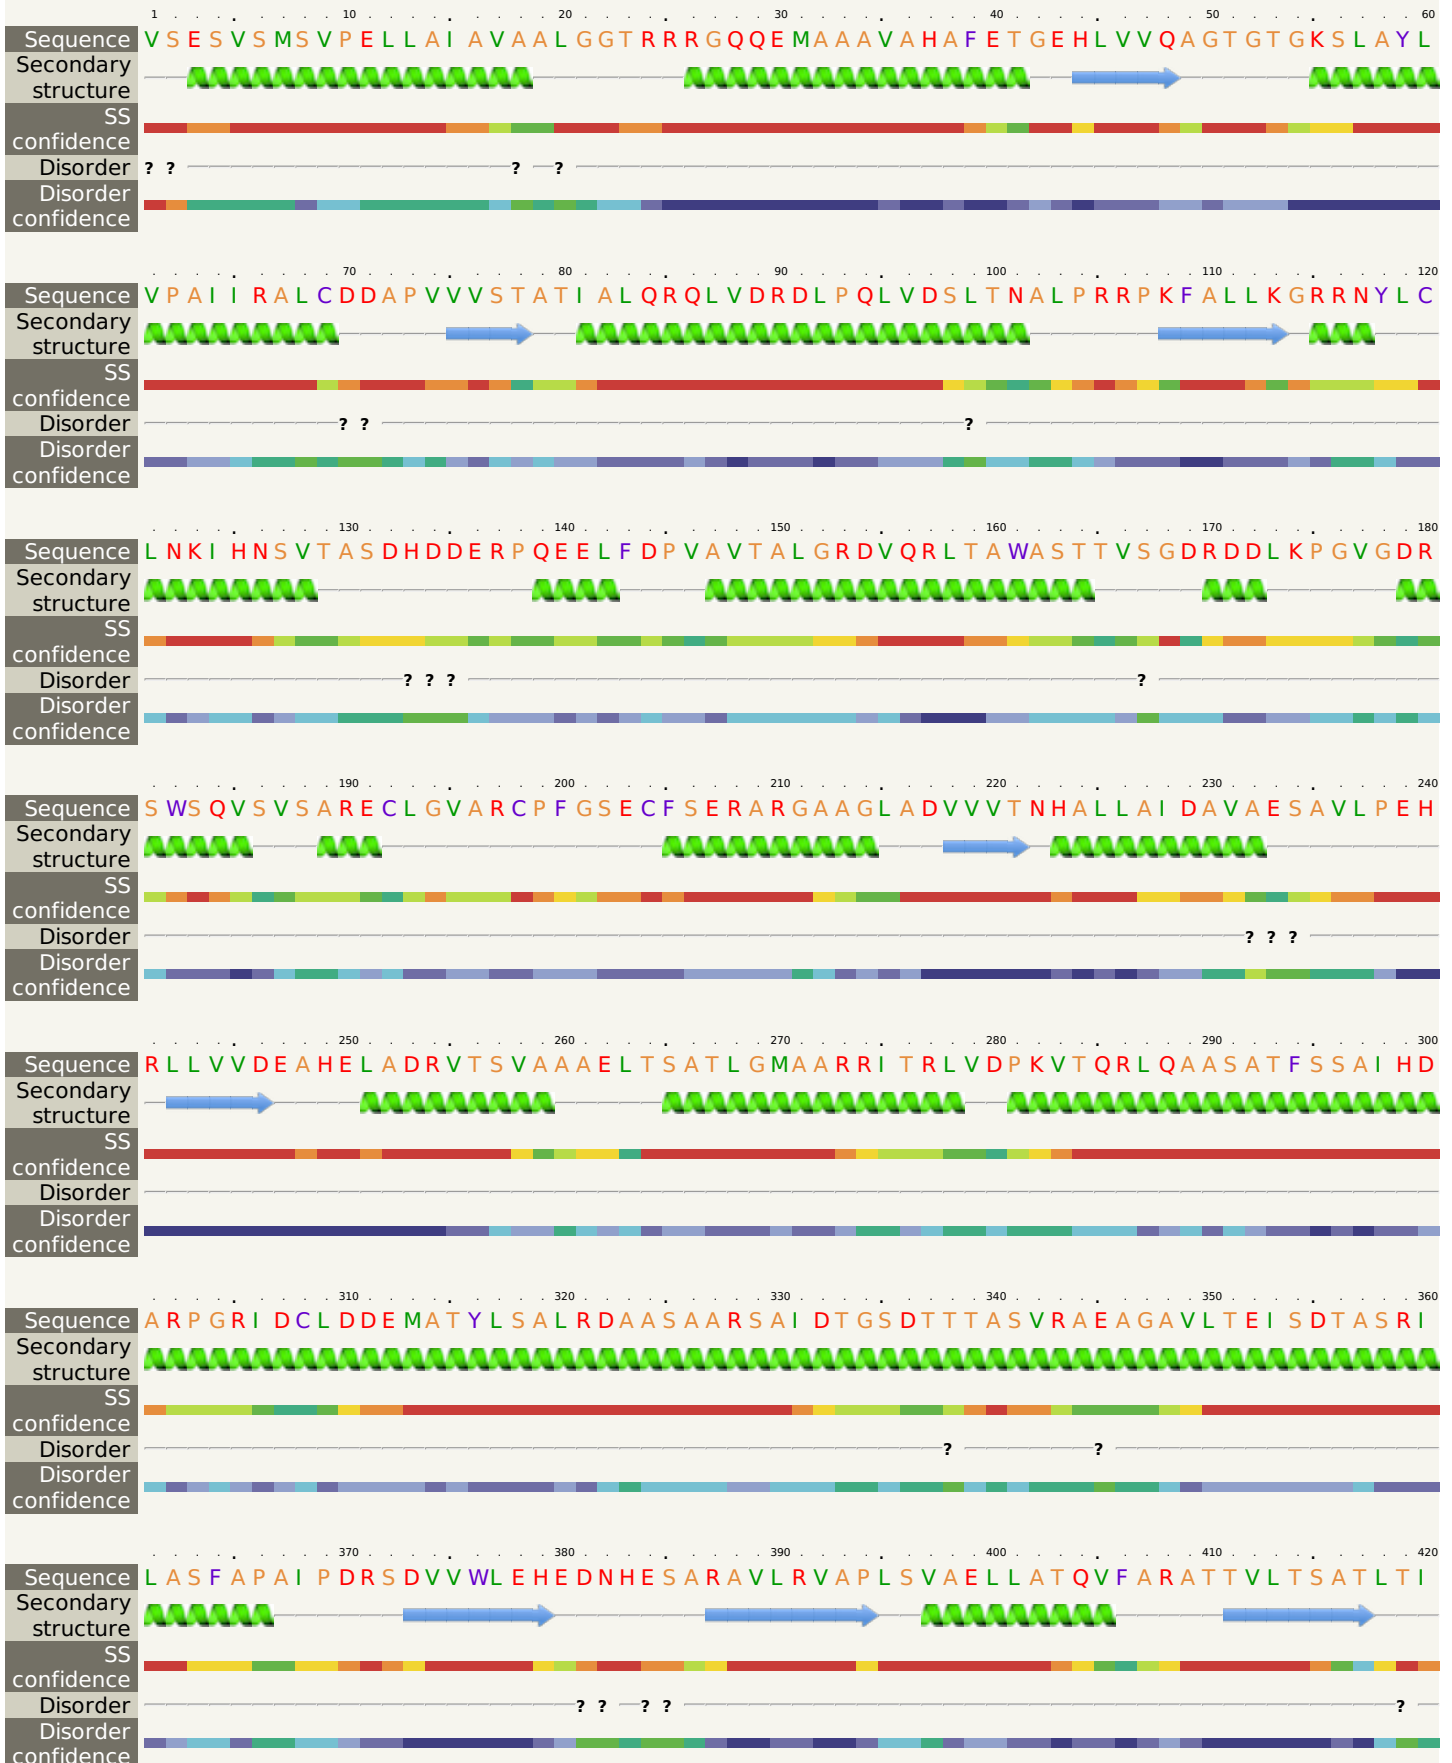 1 10 20 30 40 50 60
Sequence VSESVSMSVPELLAIAVAALGGTRRRGQQEMAAAVAHAFETGEHLVVQAGTGTGKSLAYL
Secondary
structure
SS
confidence
Disorder ? ? ? ?
Disorder
confidence
70 80 90 100 110 120
Sequence VPAIIRALCDDAPVVVSTATIALQRQLVDRDLPQLVDSLTNALPRRPKFALLKGRRNYLC
Secondary
structure
SS
confidence
Disorder ? ? ?
Disorder
confidence
130 140 150 160 170 180
Sequence LNKIHNSVTASDHDDERPQEELFDPVAVTALGRDVQRLTAWASTTVSGDRDDLKPGVGDR
Secondary
structure
SS
confidence
Disorder ? ? ? ?
Disorder
confidence
190 200 210 220 230 240
Sequence SWSQVSVSARECLGVARCPFGSECFSERARGAAGLADVVVTNHALLAIDAVAESAVLPEH
Secondary
structure
SS
confidence
Disorder ? ? ?
Disorder
confidence
250 260 270 280 290 300
Sequence RLLVVDEAHELADRVTSVAAAELTSATLGMAARRITRLVDPKVTQRLQAASATFSSAIHD
Secondary
structure
SS
confidence
Disorder
Disorder
confidence
310 320 330 340 350 360
Sequence ARPGRIDCLDDEMATYLSALRDAASAARSAIDTGSDTTTASVRAEAGAVLTEISDTASRI
Secondary
structure
SS
confidence
Disorder ? ?
Disorder
confidence
370 380 390 400 410 420
Sequence LASFAPAIPDRSDVVWLEHEDNHESARAVLRVAPLSVAELLATQVFARATTVLTSATLTI
Secondary
structure
SS
confidence
Disorder ? ? ? ? ?
Disorder
confidence